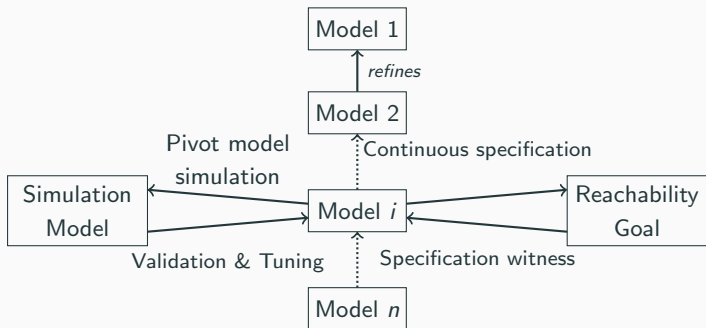 Model 1
refines
Model 2
Pivot model
simulation
Continuous specification
Simulation
Model
Model i
Reachability
Goal
Validation & Tuning
Specification witness
Model n